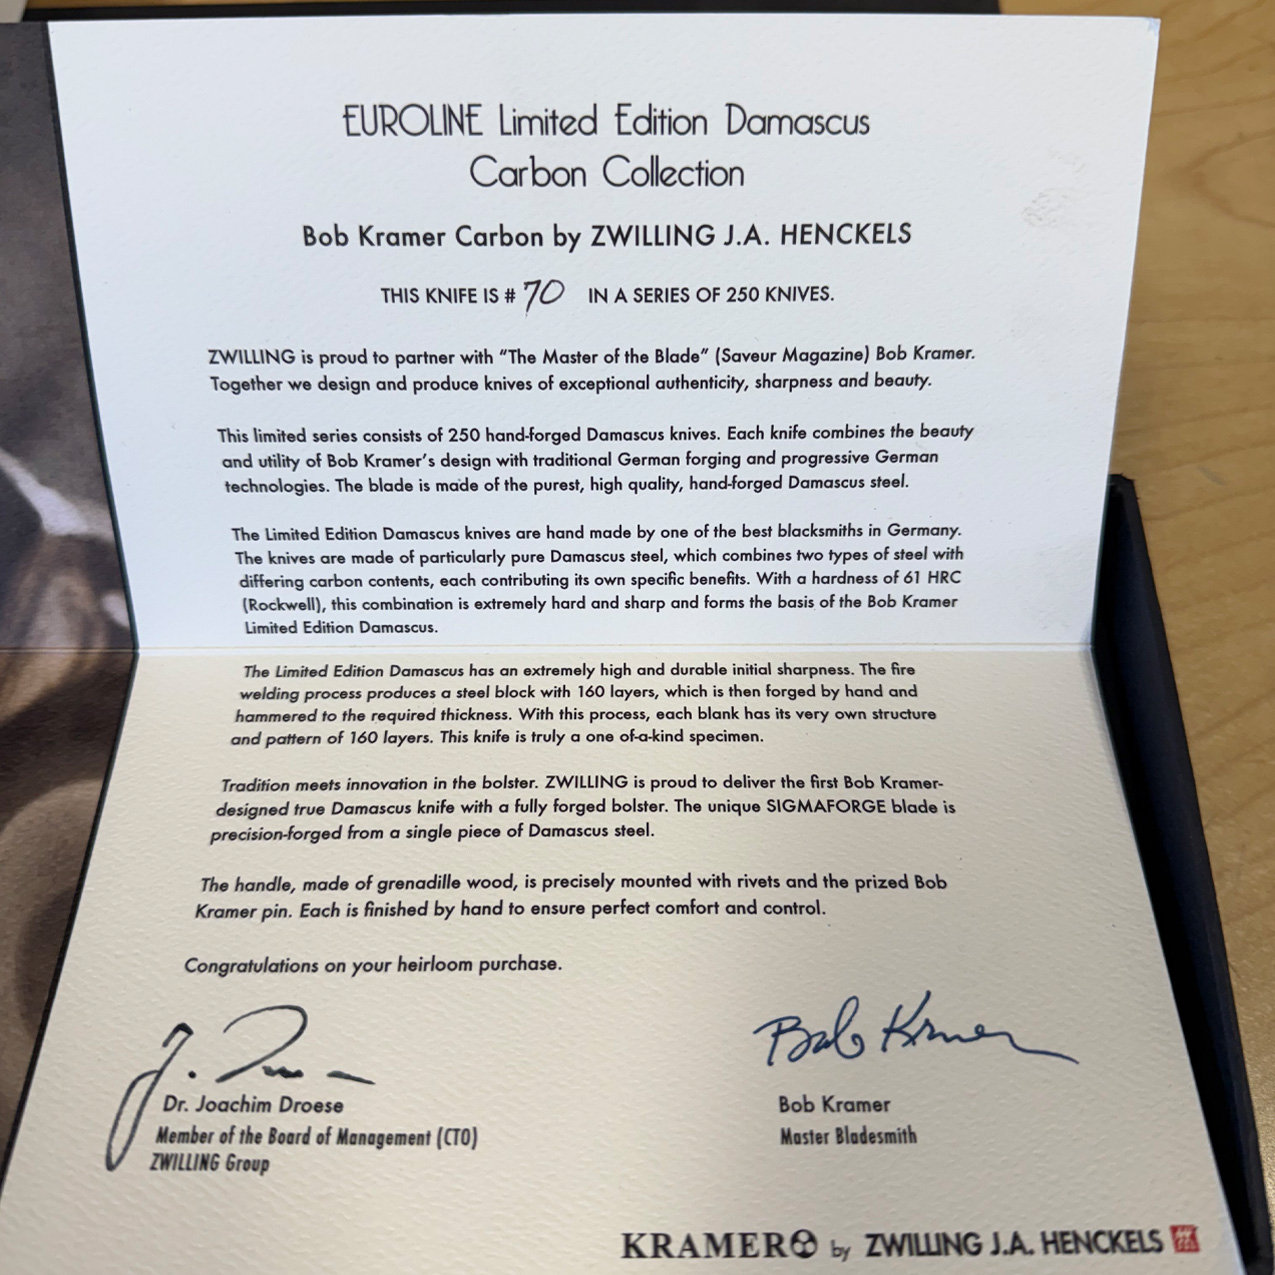 EUROLINE Limited Edition Damascus
Carbon Collection
Bob Kramer Carbon by ZWILLING J.A. HENCKELS
THIS KNIFE IS # 70 IN A SERIES OF 250 KNIVES.
ZWILLING is proud to partner with “The Master of the Blade” (Saveur Magazine) Bob Kramer.
Together we design and produce knives of exceptional authenticity, sharpness and beauty.
This limited series consists of 250 hand-forged Damascus knives. Each knife combines the beauty
and utility of Bob Kramer’s design with traditional German forging and progressive German
technologies. The blade is made of the purest, high quality, hand-forged Damascus steel.
The Limited Edition Damascus knives are hand made by one of the best blacksmiths in Germany.
The knives are made of particularly pure Damascus steel, which combines two types of steel with
differing carbon contents, each contributing its own specific benefits. With a hardness of 61 HRC
(Rockwell), this combination is extremely hard and sharp and forms the basis of the Bob Kramer
Limited Edition Damascus.
The Limited Edition Damascus has an extremely high and durable initial sharpness. The fire
welding process produces a steel block with 160 layers, which is then forged by hand and
hammered to the required thickness. With this process, each blank has its very own structure
and pattern of 160 layers. This knife is truly a one of-a-kind specimen.
Tradition meets innovation in the bolster. ZWILLING is proud to deliver the first Bob Kramer-
designed true Damascus knife with a fully forged bolster. The unique SIGMAFORGE blade is
precision-forged from a single piece of Damascus steel.
The handle, made of grenadille wood, is precisely mounted with rivets and the prized Bob
Kramer pin. Each is finished by hand to ensure perfect comfort and control.
Congratulations on your heirloom purchase.
Bob Kramer
Dr. Joachim Droese
Member of the Board of Management (CTO)
ZWILLING Group
Bob Kramer
Master Bladesmith
KRAMER by ZWILLING J.A. HENCKELS